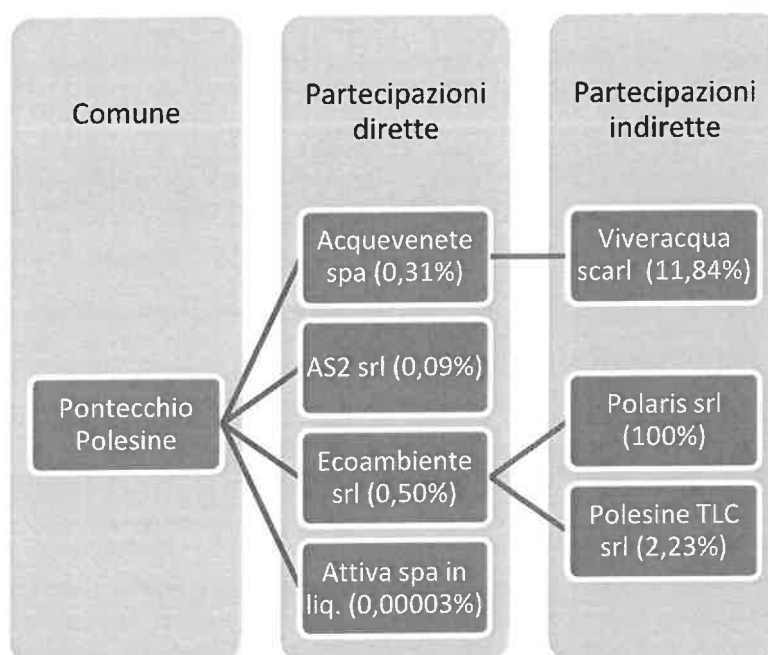 Comune
Partecipazioni
dirette
Partecipazioni
indirette
Pontecchio
Polesine
Acquevenete
spa (0,31%)
AS2 srl (0,09%)
Ecoambiente
srl (0,50%)
Attiva spa in
liq. (0,00003%)
Viveracqua
scarl (11,84%)
Polaris srl
(100%)
Polesine TLC
srl (2,23%)